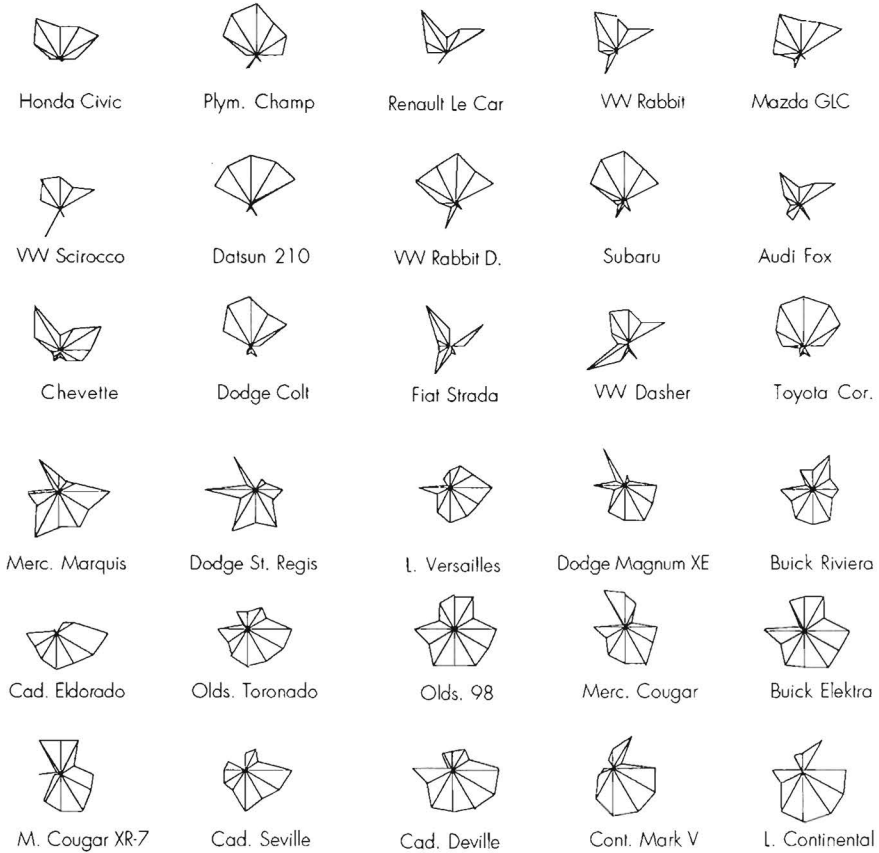 Honda Civic
Plym. Champ
Renault Le Car
VW Rabbit
Mazda GLC
VW Scirocco
Datsun 210
VW Rabbit D.
Subaru
Audi Fox
Chevette
Dodge Colt
Fiat Strada
VW Dasher
Toyota Cor.
Merc. Marquis
Dodge St. Regis
L. Versailles
Dodge Magnum XE
Buick Riviera
Cad. Eldorado
Olds. Toronado
Olds. 98
Merc. Cougar
Buick Elektra
M. Cougar XR-7
Cad. Seville
Cad. Deville
Cont. Mark V
L. Continental